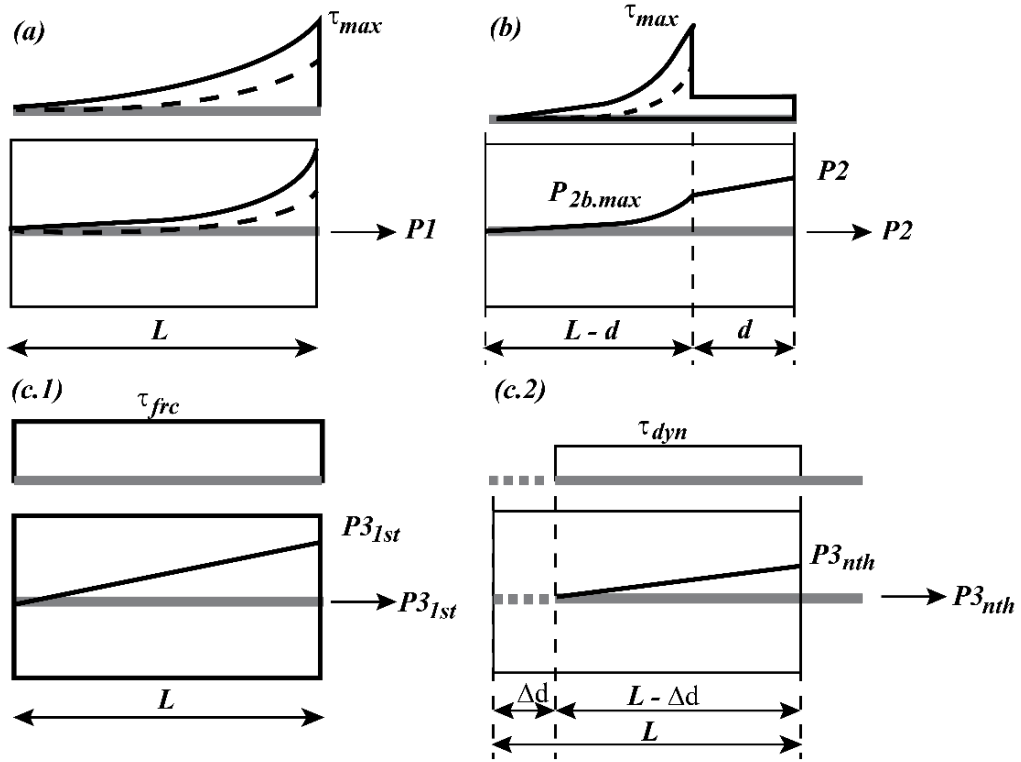 (a)
τmax
P1
L
(b)
τmax
P2b.max
P2
P2
L - d
d
(c.1)
τfrc
P31st
P31st
L
(c.2)
τdyn
P3nth
P3nth
Δd
L - Δd
L